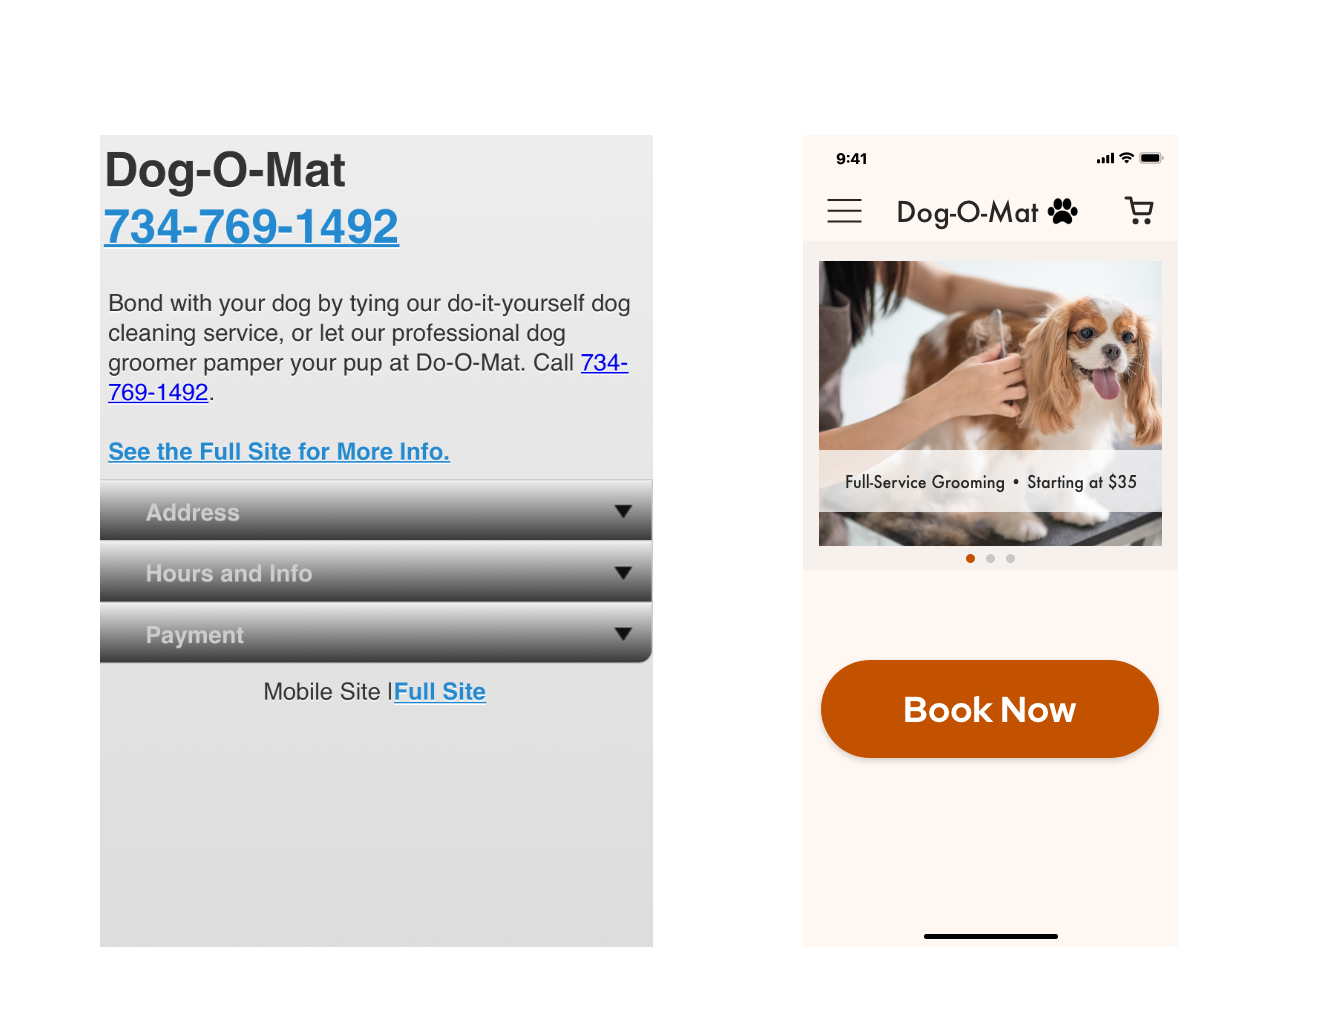 Dog-O-Mat
734-769-1492
Bond with your dog by tying our do-it-yourself dog
cleaning service, or let our professional dog
groomer pamper your pup at Do-O-Mat. Call 734-
769-1492.
See the Full Site for More Info.
Address
Hours and Info
Payment
Mobile Site |Full Site
9:41
Dog-O-Mat
Full-Service Grooming • Starting at $35
Book Now